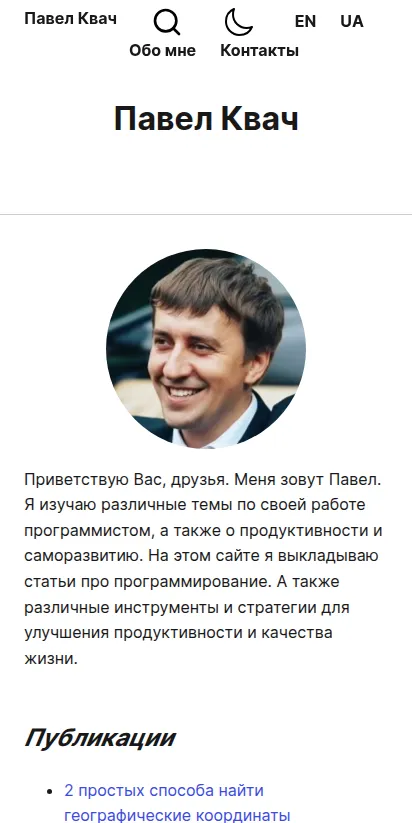 Павел Квач
EN UA
Обо мне Контакты
Павел Квач
Приветствую Вас, друзья. Меня зовут Павел.
Я изучаю различные темы по своей работе
программистом, а также о продуктивности и
саморазвитию. На этом сайте я выкладываю
статьи про программирование. А также
различные инструменты и стратегии для
улучшения продуктивности и качества
жизни.
Публикации
2 простых способа найти
географические координаты